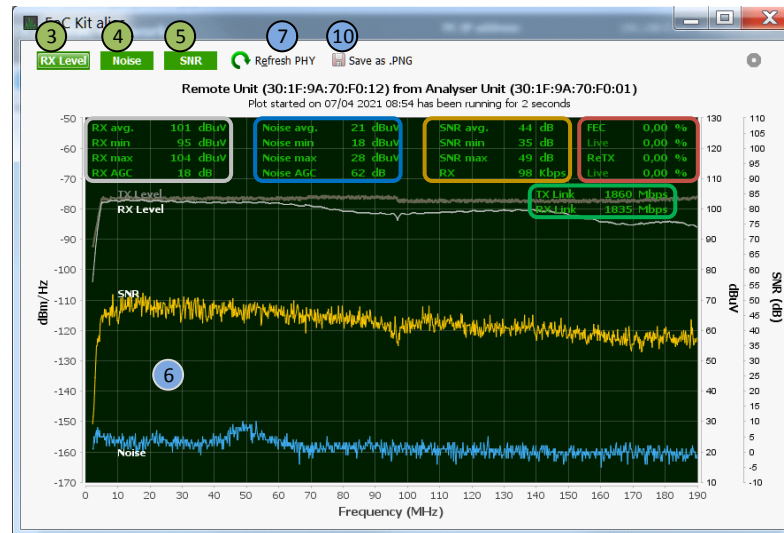 EoC Kit
3
4
5
7
10
RX Level
Noise
SNR
Refresh PHY
Save as .PNG
Remote Unit (30:1F:9A:70:F0:12) from Analyser Unit (30:1F:9A:70:F0:01)
Plot started on 07/04 2021 08:54 has been running for 2 seconds
RX avg. 101 dBuV
RX min 95 dBuV
RX max 104 dBuV
RX AGC 18 dB
Noise avg. 21 dBuV
Noise min 18 dBuV
Noise max 28 dBuV
Noise AGC 62 dB
SNR avg. 44 dB
SNR min 35 dB
SNR max 49 dB
RX 98 Kbps
FEC 0,00 %
Live 0,00 %
ReTX 0,00 %
Live 0,00 %
TX Link 1860 Mbps
RX Link 1835 Mbps
TX Level
RX Level
SNR
6
Noise
-50
-60
-70
-80
-90
-100
-110
-120
-130
-140
-150
-160
-170
dBm/Hz
130
120
110
100
90
80
70
60
50
40
30
20
10
dBuV
110
105
100
95
90
85
80
75
70
65
60
55
50
45
40
35
30
25
20
15
10
5
0
-5
-10
SNR (dB)
0 10 20 30 40 50 60 70 80 90 100 110 120 130 140 150 160 170 180 190
Frequency (MHz)